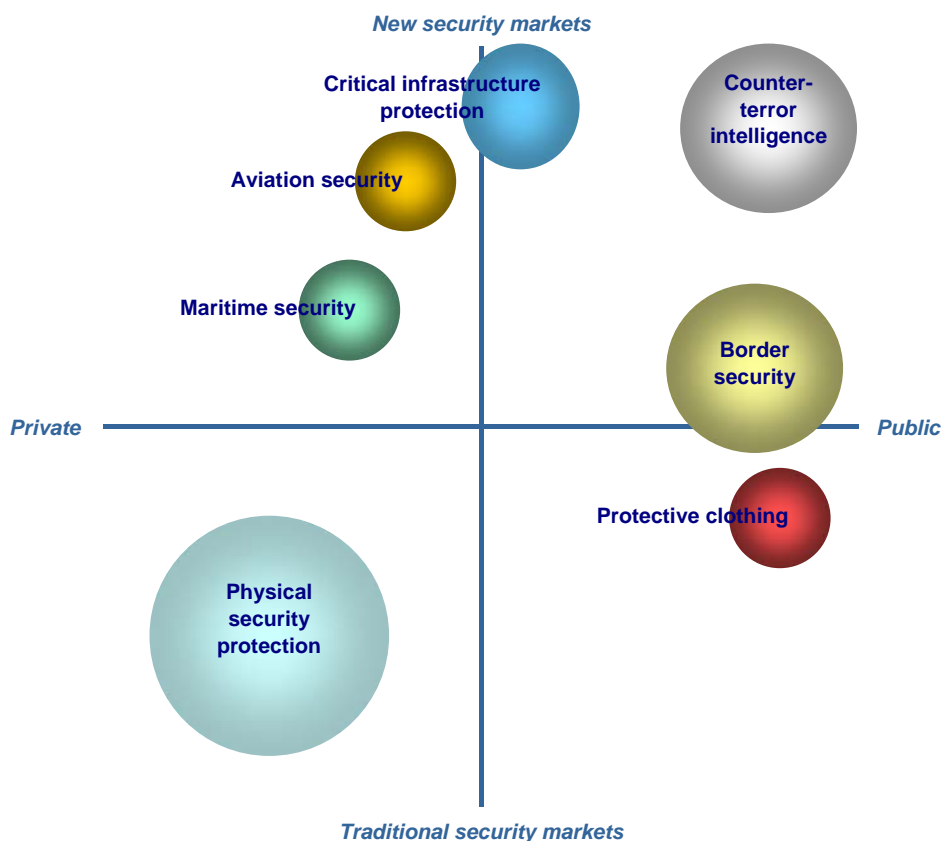 New security markets
Critical infrastructure
protection
Counter-
terror
intelligence
Aviation security
Maritime security
Border
security
Private
Public
Protective clothing
Physical
security
protection
Traditional security markets